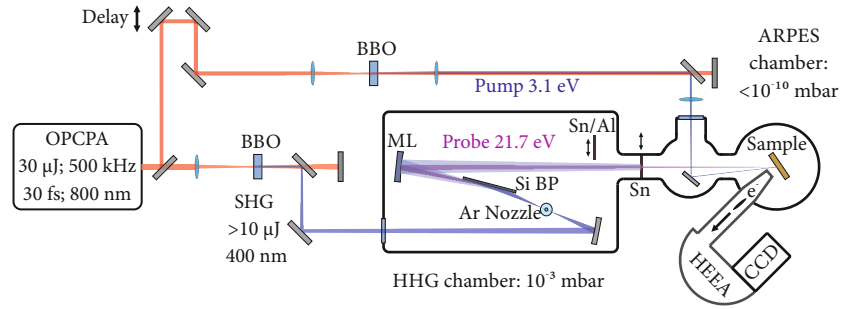 Delay
BBO
Pump 3.1 eV
ARPES
chamber:
<10⁻¹⁰ mbar
OPCPA
30 µJ; 500 kHz
30 fs; 800 nm
BBO
SHG
>10 µJ
400 nm
ML
Probe 21.7 eV
Sn/Al
Si BP
Ar Nozzle
Sn
Sample
e⁻
HEEA
CCD
HHG chamber: 10⁻³ mbar